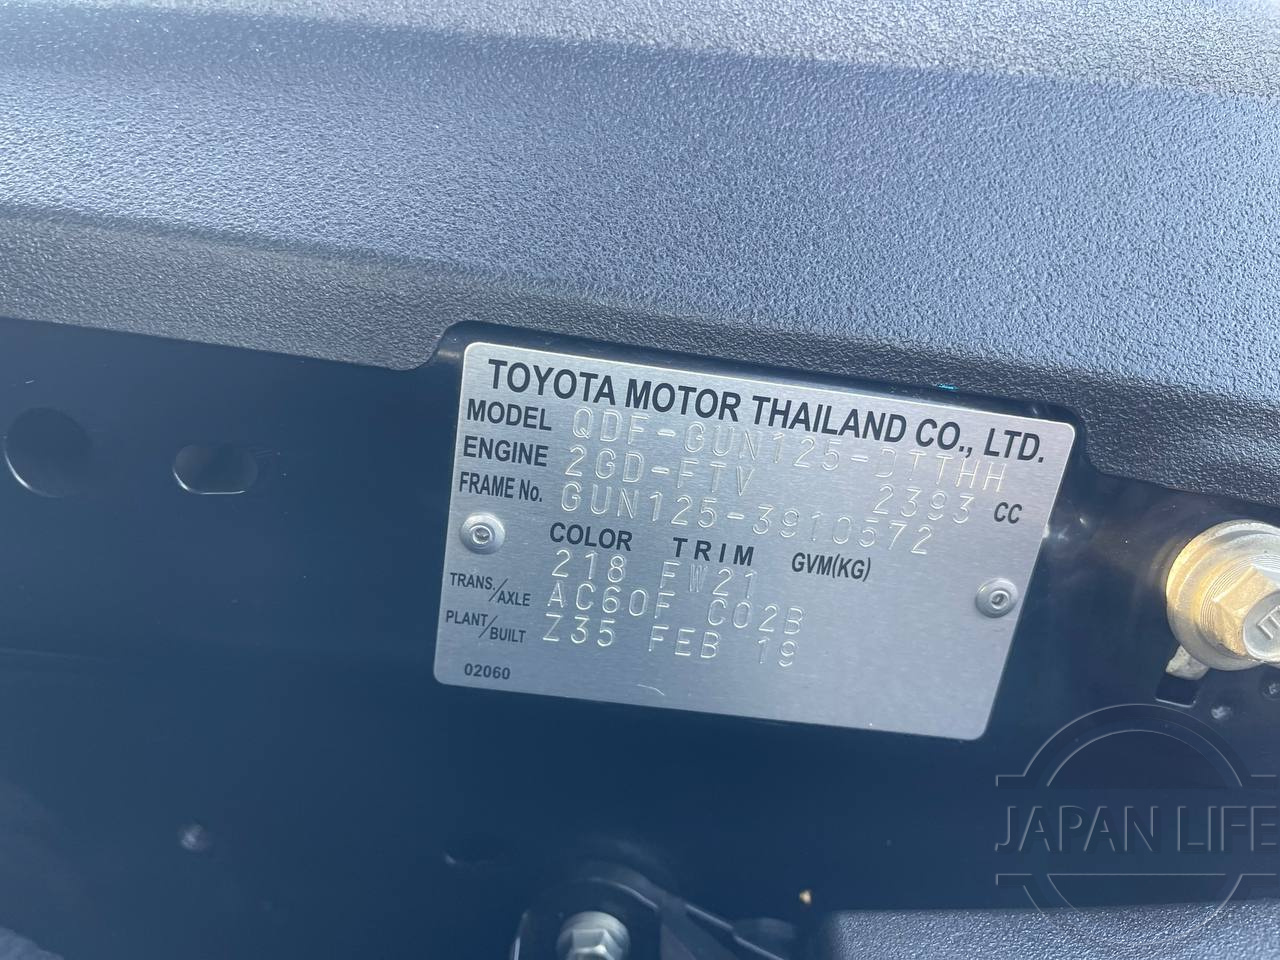 TOYOTA MOTOR THAILAND CO., LTD.
MODEL QDF-GUN125-DTTHH
ENGINE 2GD-FTV 2393 CC
FRAME No. GUN125-3910572
COLOR TRIM GVM(KG)
218 FW21
TRANS./AXLE AC60F C02B
PLANT/BUILT Z35 FEB 19
02060
JAPAN LIFE